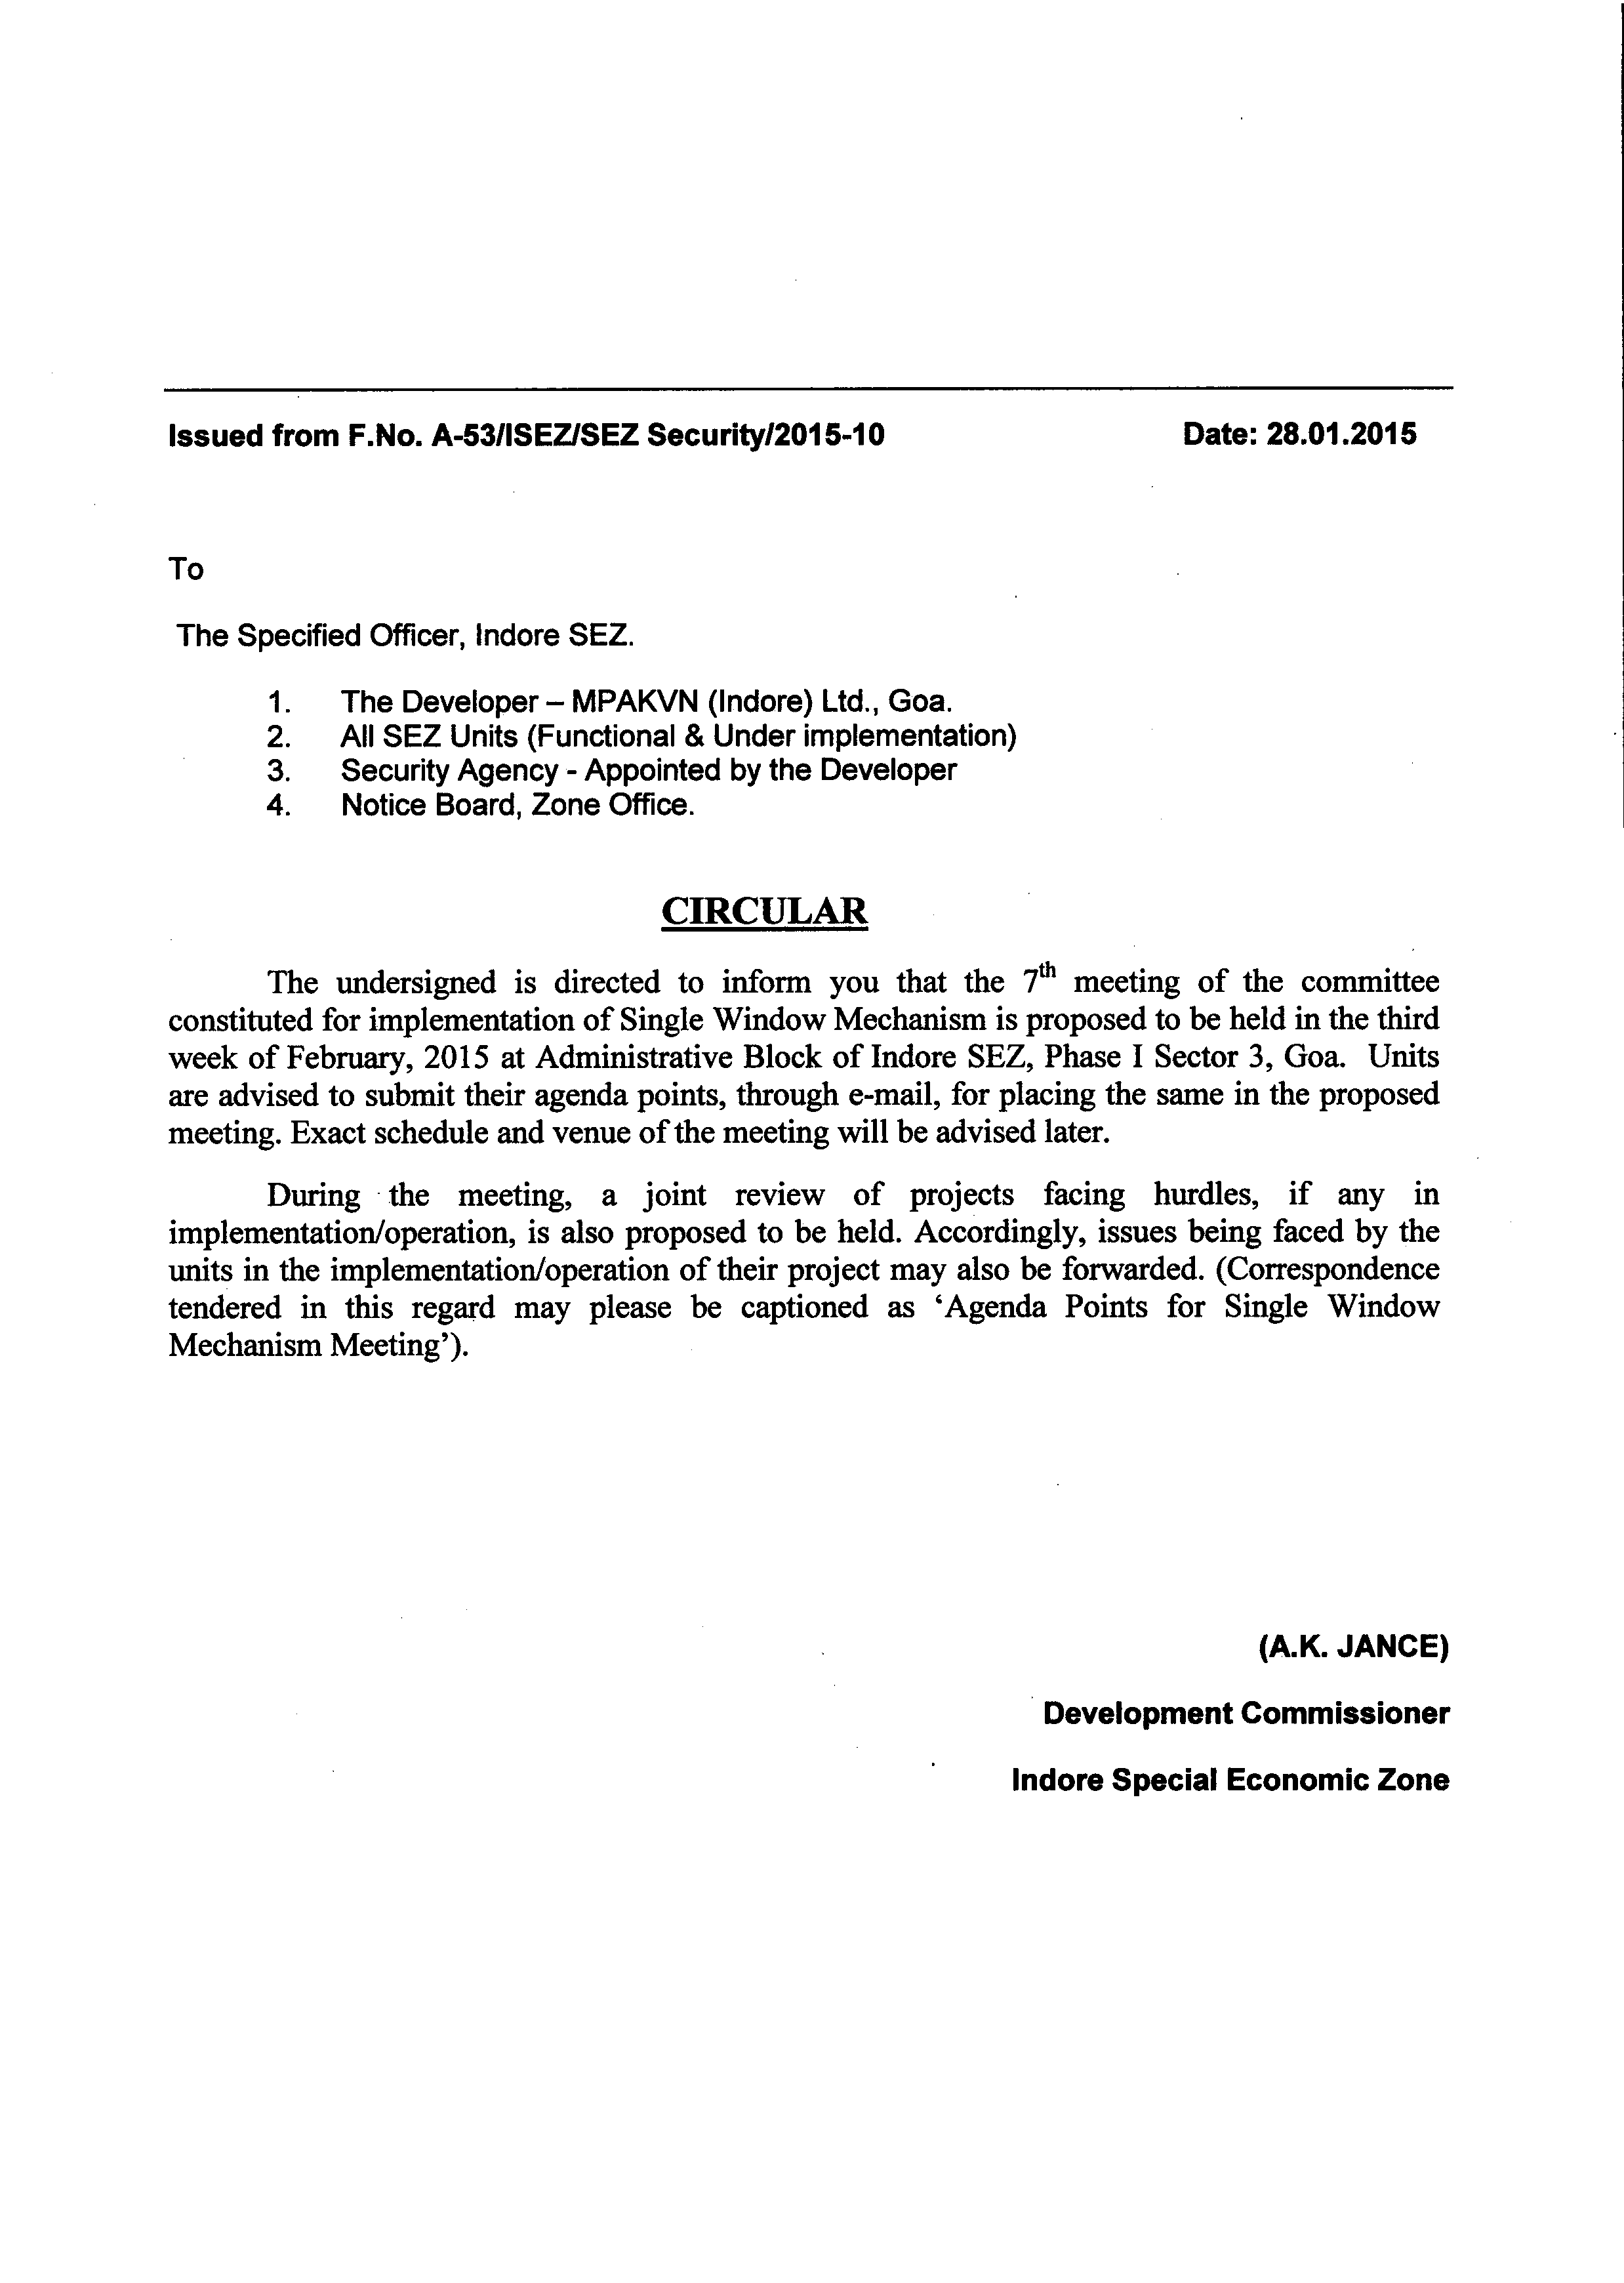 Issued from F.No. A-53/ISEZ/SEZ Security/2015-10 Date: 28.01.2015
To
The Specified Officer, Indore SEZ.
1. The Developer – MPAKVN (Indore) Ltd., Goa.
2. All SEZ Units (Functional & Under implementation)
3. Security Agency - Appointed by the Developer
4. Notice Board, Zone Office.
CIRCULAR
The undersigned is directed to inform you that the 7th meeting of the committee
constituted for implementation of Single Window Mechanism is proposed to be held in the third
week of February, 2015 at Administrative Block of Indore SEZ, Phase I Sector 3, Goa. Units
are advised to submit their agenda points, through e-mail, for placing the same in the proposed
meeting. Exact schedule and venue of the meeting will be advised later.
During the meeting, a joint review of projects facing hurdles, if any in
implementation/operation, is also proposed to be held. Accordingly, issues being faced by the
units in the implementation/operation of their project may also be forwarded. (Correspondence
tendered in this regard may please be captioned as ‘Agenda Points for Single Window
Mechanism Meeting’).
(A.K. JANCE)
Development Commissioner
Indore Special Economic Zone